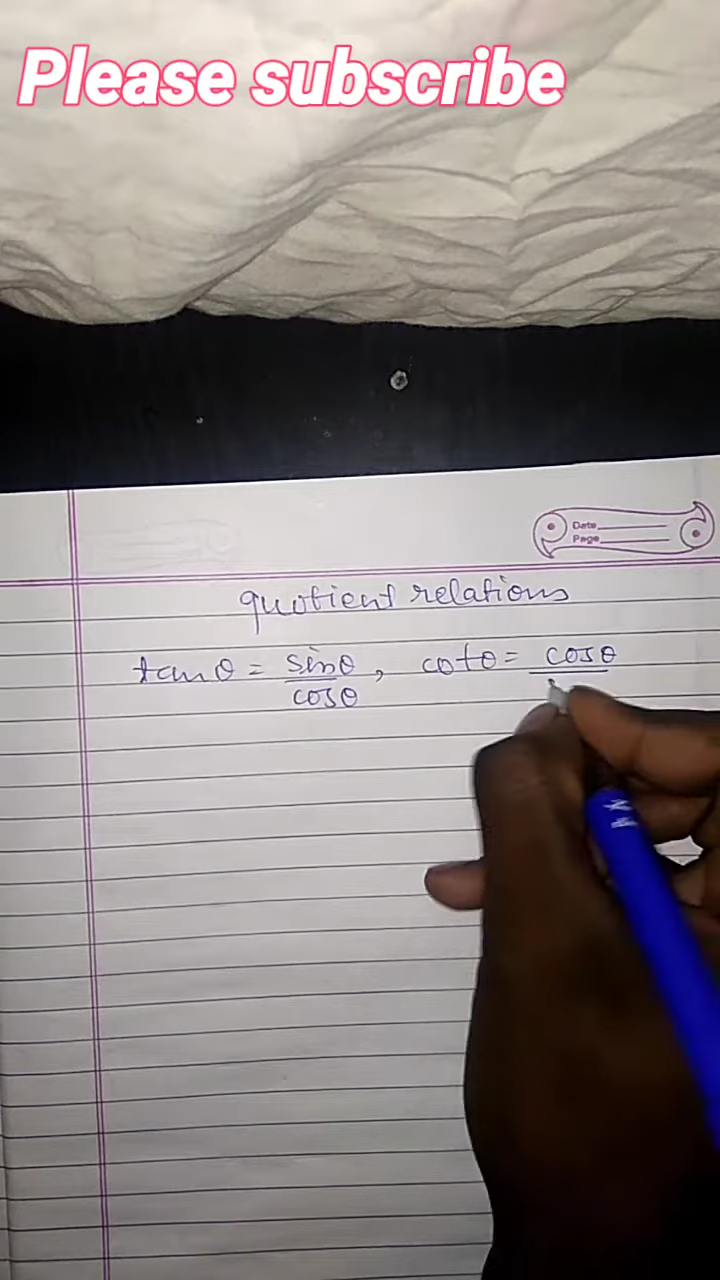 Please subscribe
Date
Page
quotient relations
tanθ = sinθ/cosθ, cotθ = cosθ/